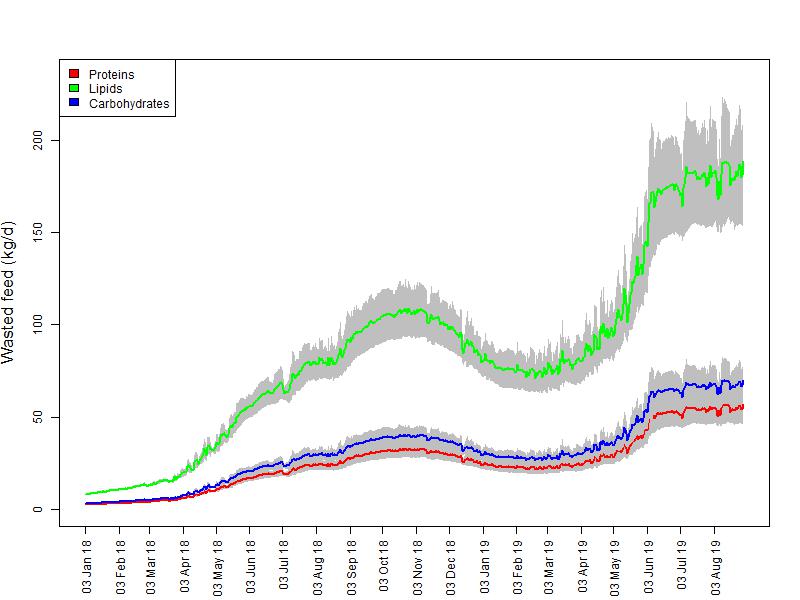 Proteins
Lipids
Carbohydrates
Wasted feed (kg/d)
200
150
100
50
0
03 Jan 18
03 Feb 18
03 Mar 18
03 Apr 18
03 May 18
03 Jun 18
03 Jul 18
03 Aug 18
03 Sep 18
03 Oct 18
03 Nov 18
03 Dec 18
03 Jan 19
03 Feb 19
03 Mar 19
03 Apr 19
03 May 19
03 Jun 19
03 Jul 19
03 Aug 19